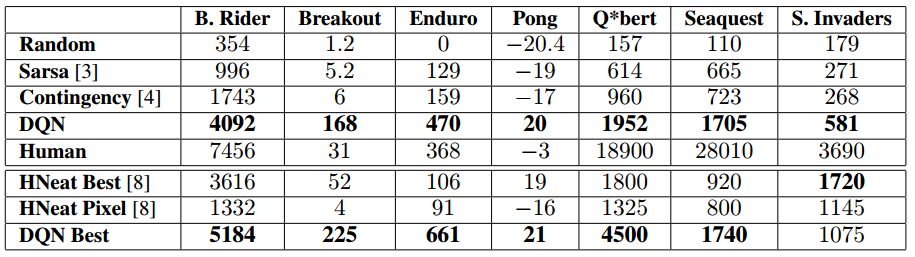 B. Rider Breakout Enduro Pong Q*bert Seaquest S. Invaders
Random 354 1.2 0 −20.4 157 110 179
Sarsa [3] 996 5.2 129 −19 614 665 271
Contingency [4] 1743 6 159 −17 960 723 268
DQN 4092 168 470 20 1952 1705 581
Human 7456 31 368 −3 18900 28010 3690
HNeat Best [8] 3616 52 106 19 1800 920 1720
HNeat Pixel [8] 1332 4 91 −16 1325 800 1145
DQN Best 5184 225 661 21 4500 1740 1075